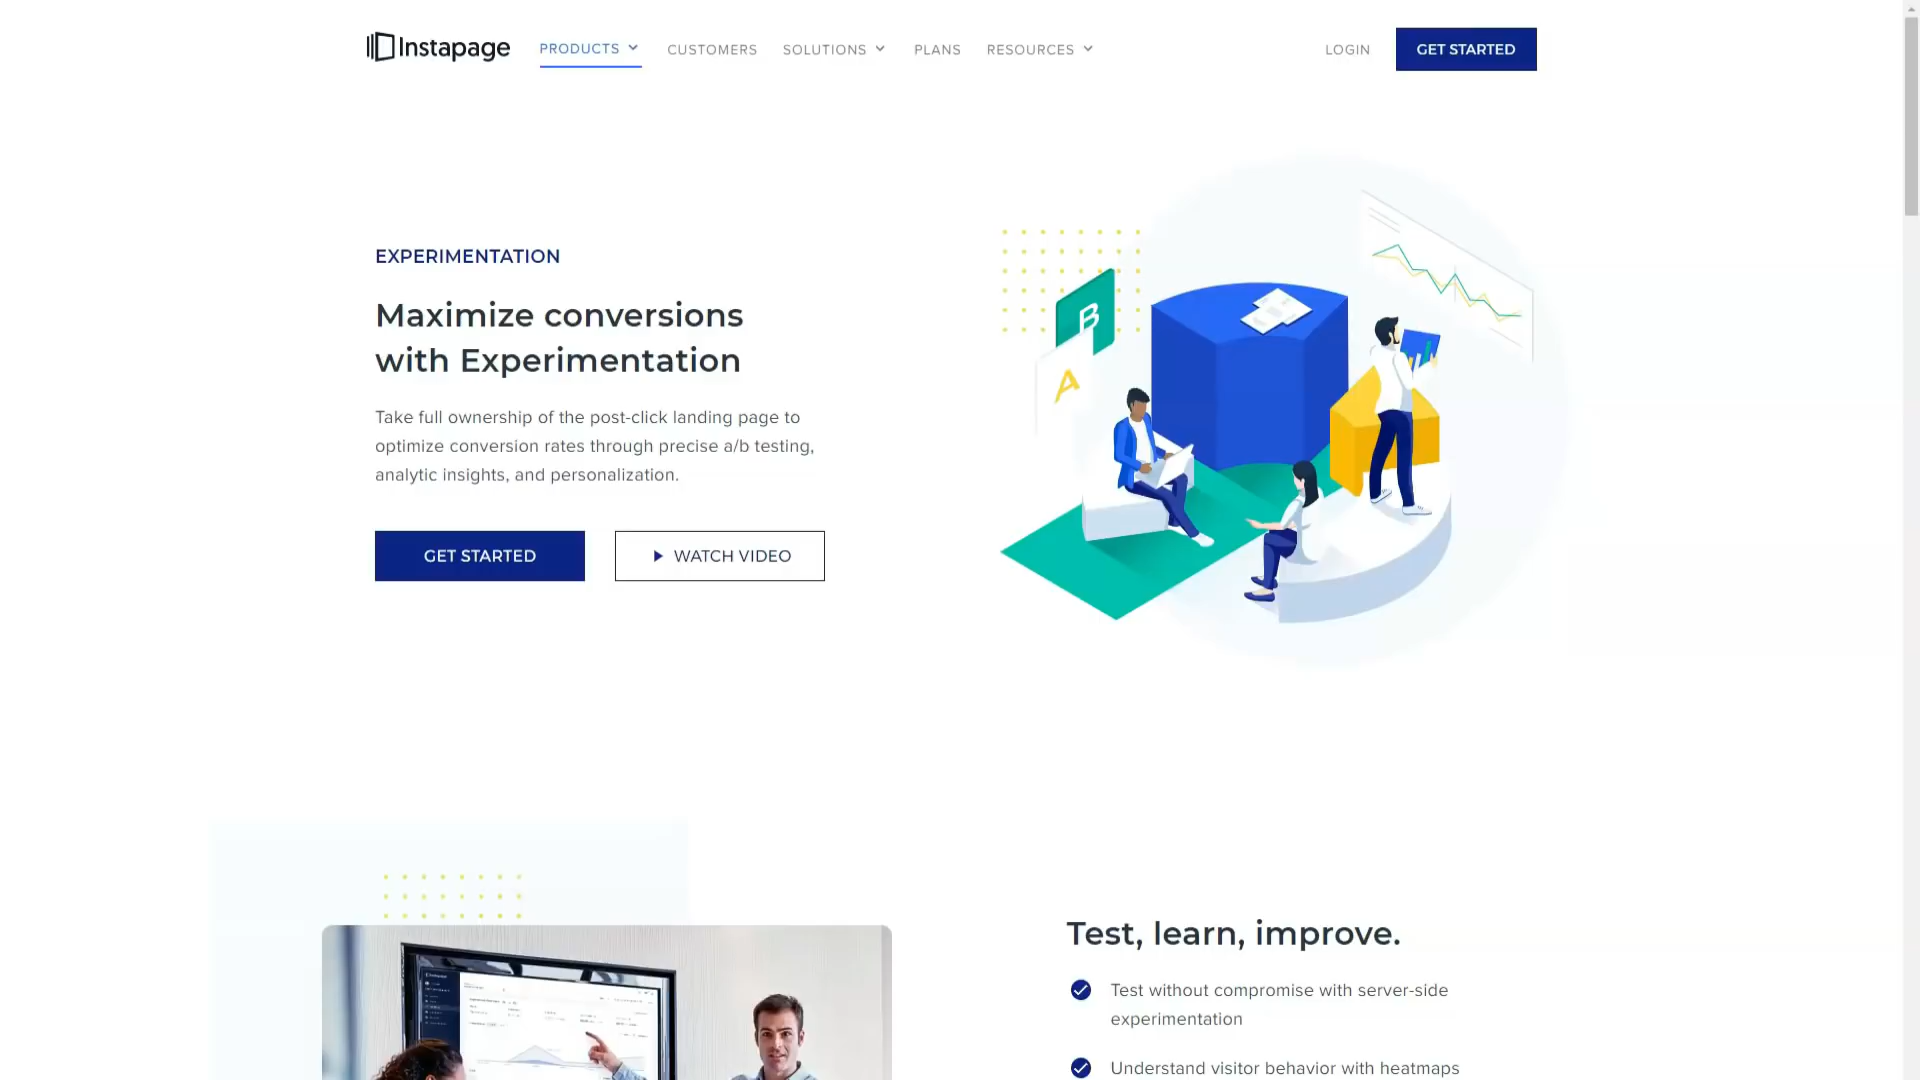 Instapage
PRODUCTS
CUSTOMERS
SOLUTIONS
PLANS
RESOURCES
LOGIN
GET STARTED
EXPERIMENTATION
Maximize conversions
with Experimentation
Take full ownership of the post-click landing page to
optimize conversion rates through precise a/b testing,
analytic insights, and personalization.
GET STARTED
WATCH VIDEO
B
A
Test, learn, improve.
Test without compromise with server-side
experimentation
Understand visitor behavior with heatmaps